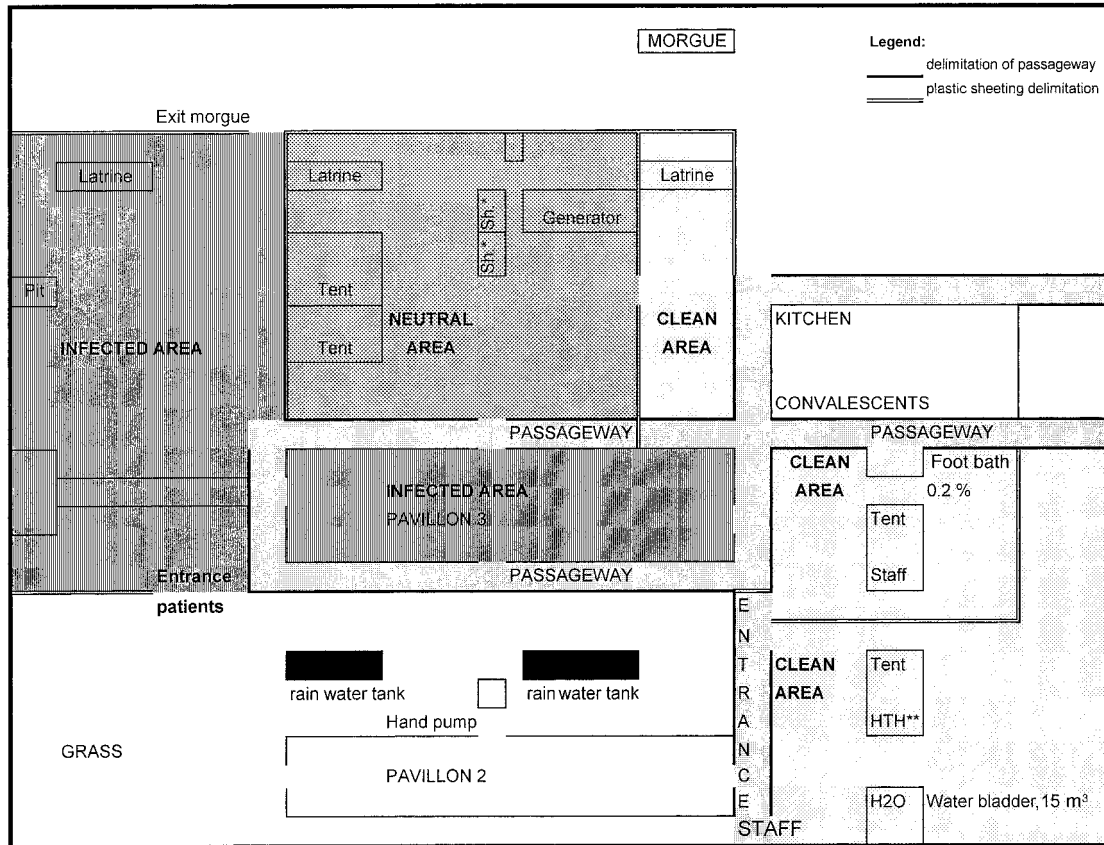 MORGUE
Legend:
delimitation of passageway
plastic sheeting delimitation
Exit morgue
Latrine
Latrine
Latrine
Sh.*
Sh.*
Generator
Pit
Tent
Tent
NEUTRAL
AREA
CLEAN
AREA
INFECTED AREA
KITCHEN
CONVALESCENTS
PASSAGEWAY
PASSAGEWAY
INFECTED AREA
PAVILLON 3
CLEAN
AREA
Foot bath
0.2 %
Tent
Staff
PASSAGEWAY
Entrance
patients
ENTRANCE
STAFF
rain water tank
rain water tank
Hand pump
CLEAN
AREA
Tent
HTH**
GRASS
PAVILLON 2
H2O
Water bladder, 15 m³